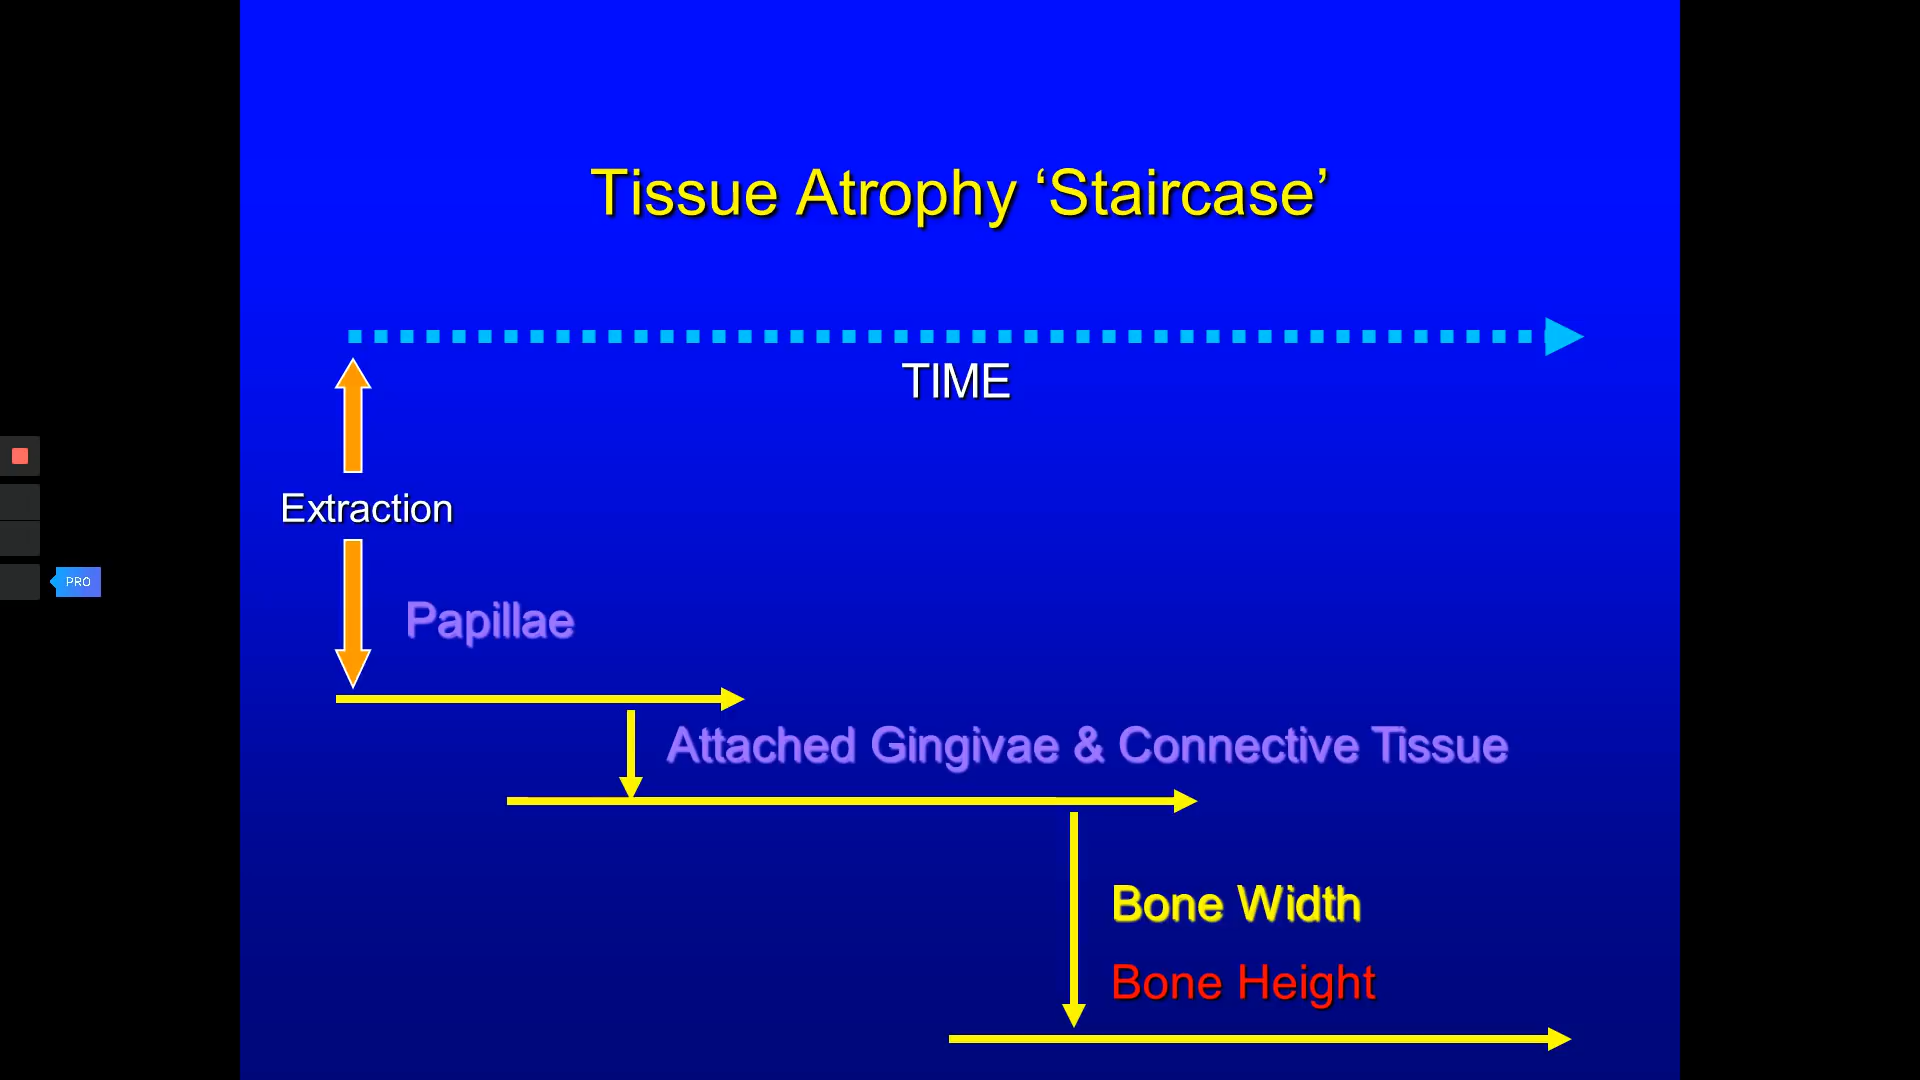 Tissue Atrophy ‘Staircase’
TIME
Extraction
PRO
Papillae
Attached Gingivae & Connective Tissue
Bone Width
Bone Height